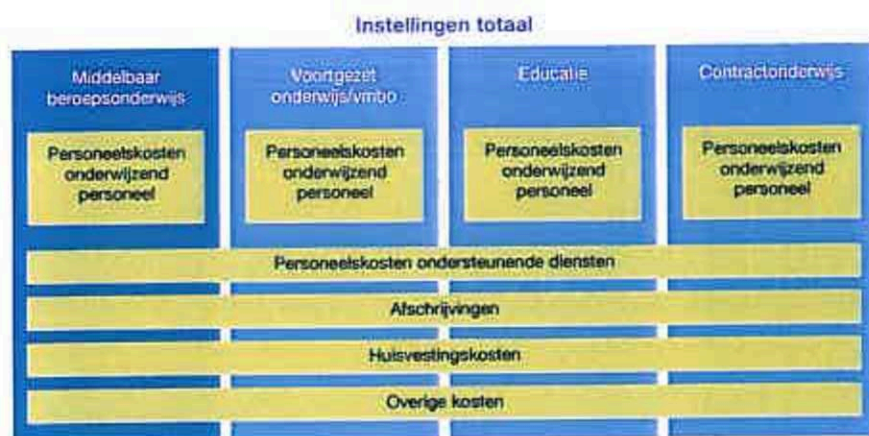 Instellingen totaal
Middelbaar
beroepsonderwijs
Voortgezet
onderwijs/vmbo
Educatie
Contractonderwijs
Personeelskosten
onderwijzend
personeel
Personeelskosten
onderwijzend
personeel
Personeelskosten
onderwijzend
personeel
Personeelskosten
onderwijzend
personeel
Personeelskosten ondersteunende diensten
Afschrijvingen
Huisvestingskosten
Overige kosten